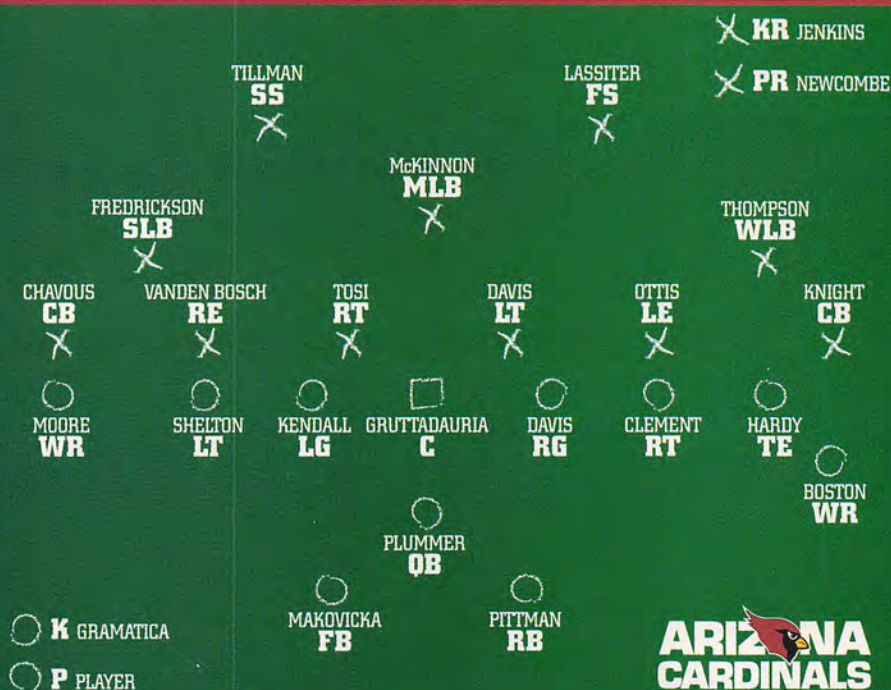 KR JENKINS
PR NEWCOMBE
TILLMAN
SS
LASSITER
FS
McKINNON
MLB
FREDRICKSON
SLB
THOMPSON
WLB
CHAVOUS
CB
VANDEN BOSCH
RE
TOSI
RT
DAVIS
LT
OTTIS
LE
KNIGHT
CB
MOORE
WR
SHELTON
LT
KENDALL
LG
GRUTTADAURIA
C
DAVIS
RG
CLEMENT
RT
HARDY
TE
BOSTON
WR
PLUMMER
QB
MAKOVICKA
FB
PITTMAN
RB
K GRAMATICA
P PLAYER
ARIZONA
CARDINALS